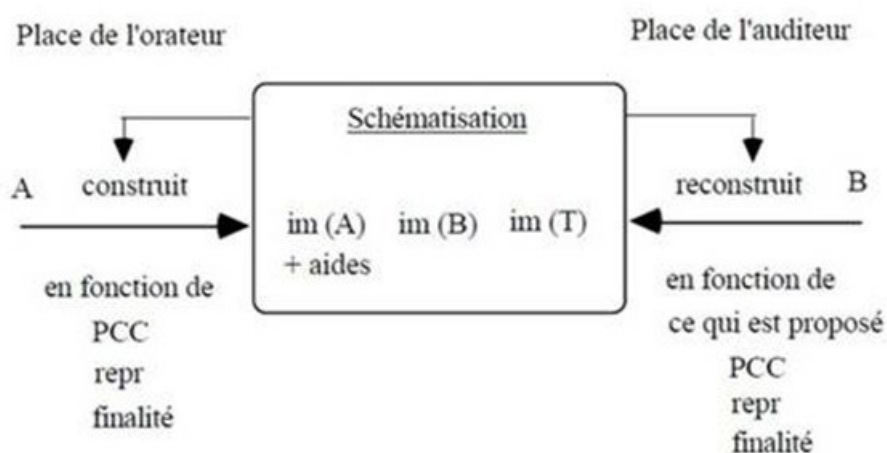 Place de l'orateur
Place de l'auditeur
Schématisation
A construit
reconstruit B
im (A) im (B) im (T)
+ aides
en fonction de
PCC
repr
finalité
en fonction de
ce qui est proposé
PCC
repr
finalité